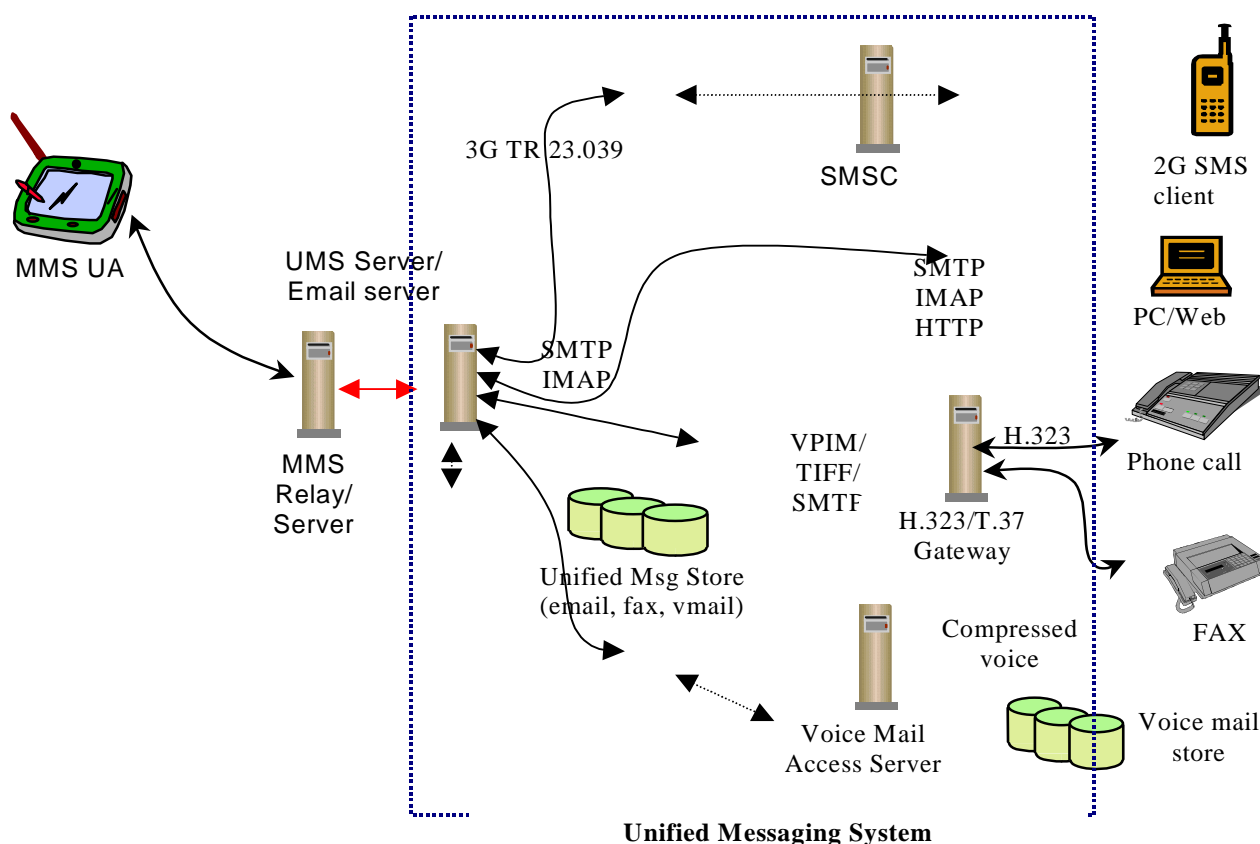 3G TR 23.039
SMSC
2G SMS
client
MMS UA
UMS Server/
Email server
SMTP
IMAP
HTTP
PC/Web
SMTP
IMAP
MMS
Relay/
Server
VPIM/
TIFF/
SMTP
H.323
Phone call
H.323/T.37
Gateway
Unified Msg Store
(email, fax, vmail)
FAX
Compressed
voice
Voice Mail
Access Server
Voice mail
store
Unified Messaging System